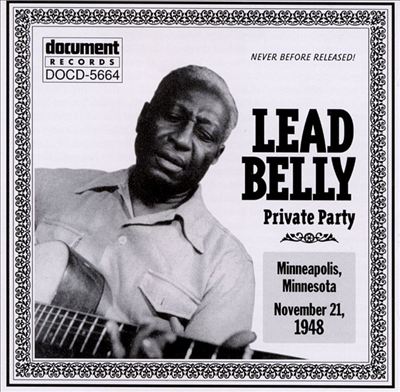 document
RECORDS
DOCD-5664
NEVER BEFORE RELEASED!
LEAD
BELLY
Private Party
Minneapolis,
Minnesota
November 21,
1948